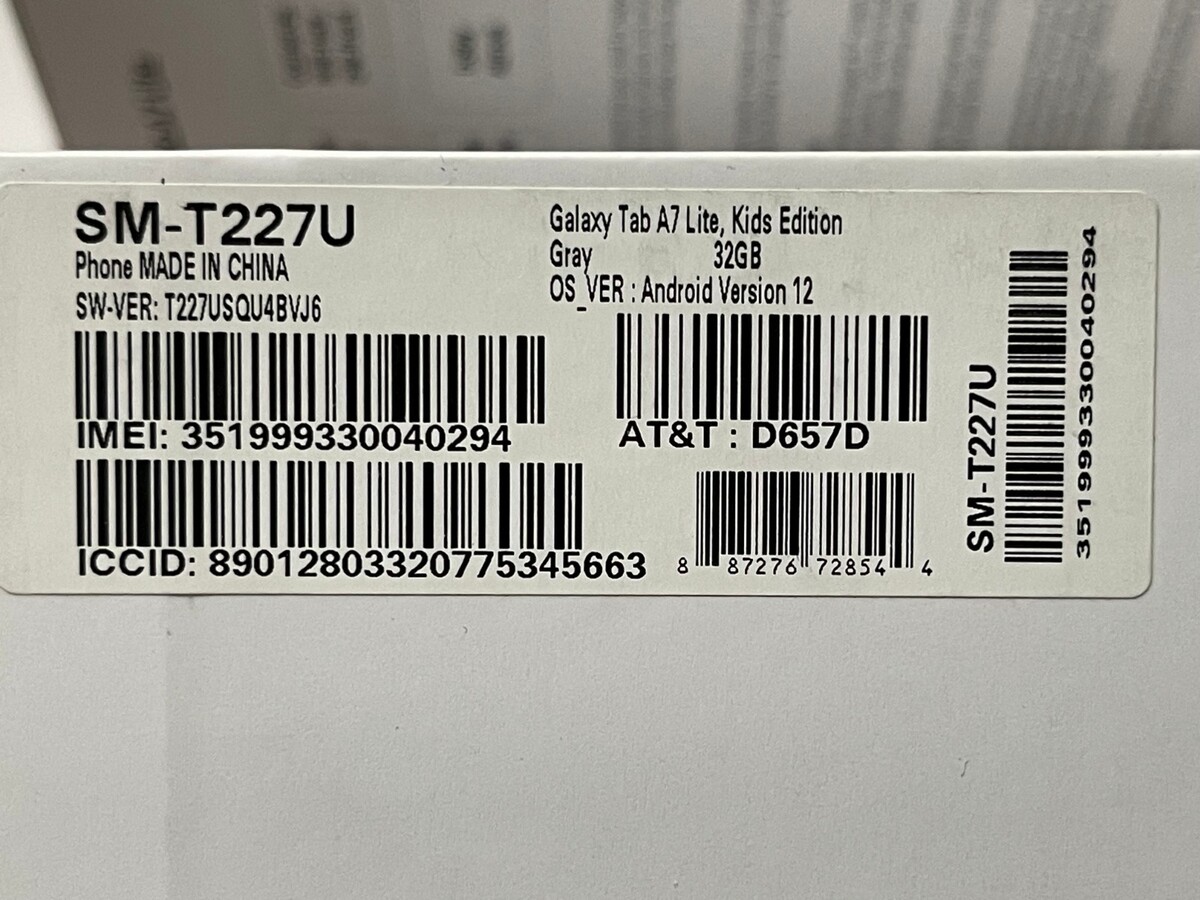 SM-T227U
Phone MADE IN CHINA
SW-VER: T227USQU4BVJ6
IMEI: 351999330040294
ICCID: 89012803320775345663
Galaxy Tab A7 Lite, Kids Edition
Gray 32GB
OS_VER : Android Version 12
AT&T : D657D
8 87276 72854 4
SM-T227U
351999330040294